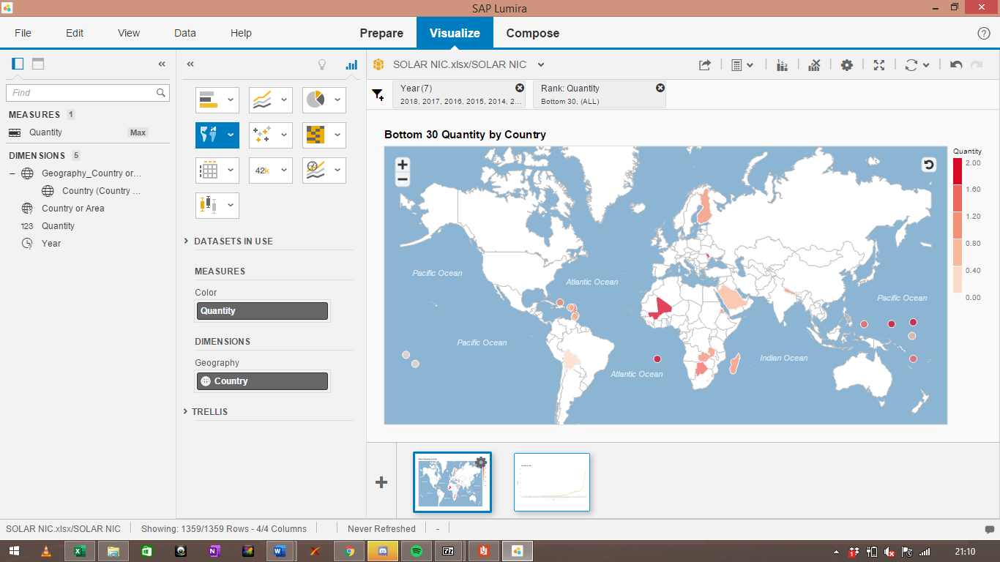 SAP Lumira
File Edit View Data Help Prepare Visualize Compose
Find
MEASURES 1
Quantity Max
DIMENSIONS 5
Geography_Country or...
Country (Country ...
Country or Area
123 Quantity
Year
42k
DATASETS IN USE
MEASURES
Color
Quantity
DIMENSIONS
Geography
Country
TRELLIS
SOLAR NIC.xlsx/SOLAR NIC
Year (7)
2018, 2017, 2016, 2015, 2014, 2...
Rank: Quantity
Bottom 30, (ALL)
Bottom 30 Quantity by Country
Pacific Ocean
Atlantic Ocean
Pacific Ocean
Pacific Ocean
Indian Ocean
Atlantic Ocean
Quantity
2.00
1.60
1.20
0.80
0.40
0.00
SOLAR NIC.xlsx/SOLAR NIC Showing: 1359/1359 Rows - 4/4 Columns Never Refreshed -
21:10